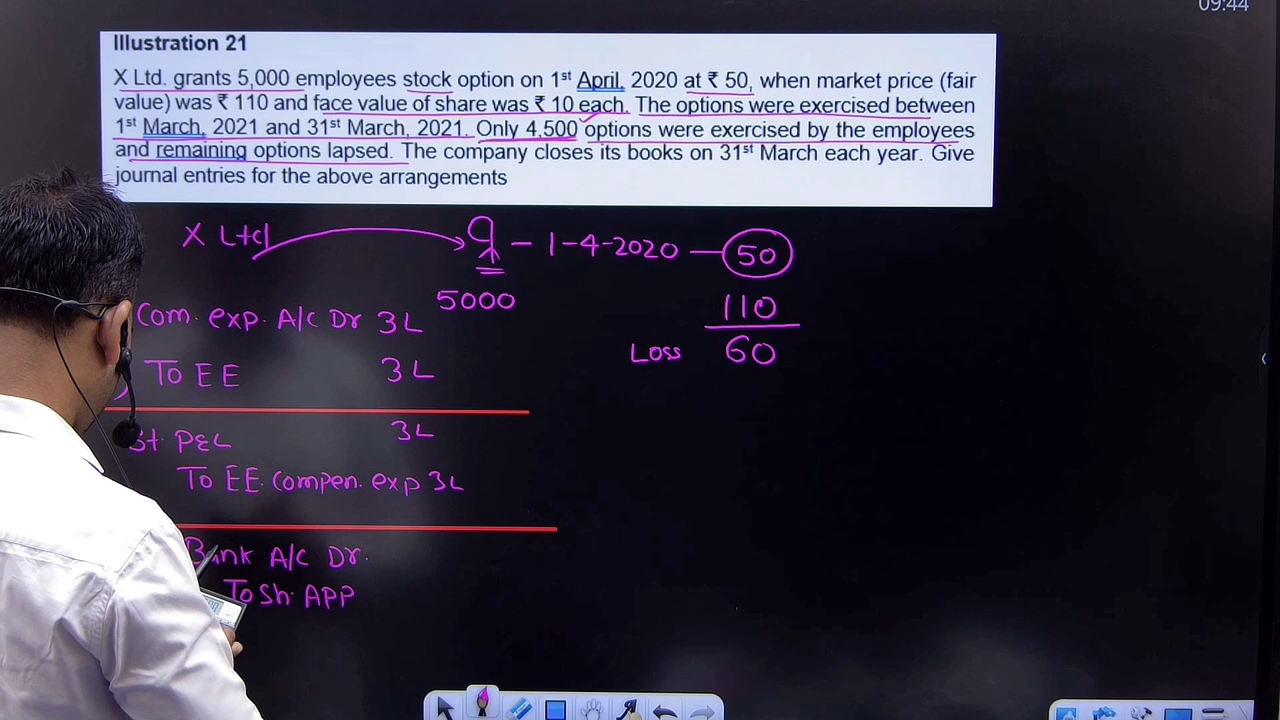 09:44
Illustration 21
X Ltd. grants 5,000 employees stock option on 1st April, 2020 at ₹ 50, when market price (fair
value) was ₹ 110 and face value of share was ₹ 10 each. The options were exercised between
1st March, 2021 and 31st March, 2021. Only 4,500 options were exercised by the employees
and remaining options lapsed. The company closes its books on 31st March each year. Give
journal entries for the above arrangements
X Ltd — 1-4-2020 — 50
5000
110
Loss 60
Com. exp. A/c Dr 3L
To EE 3L
St. P&L 3L
To EE. Compen. exp 3L
Bank A/c Dr.
To Sh. APP